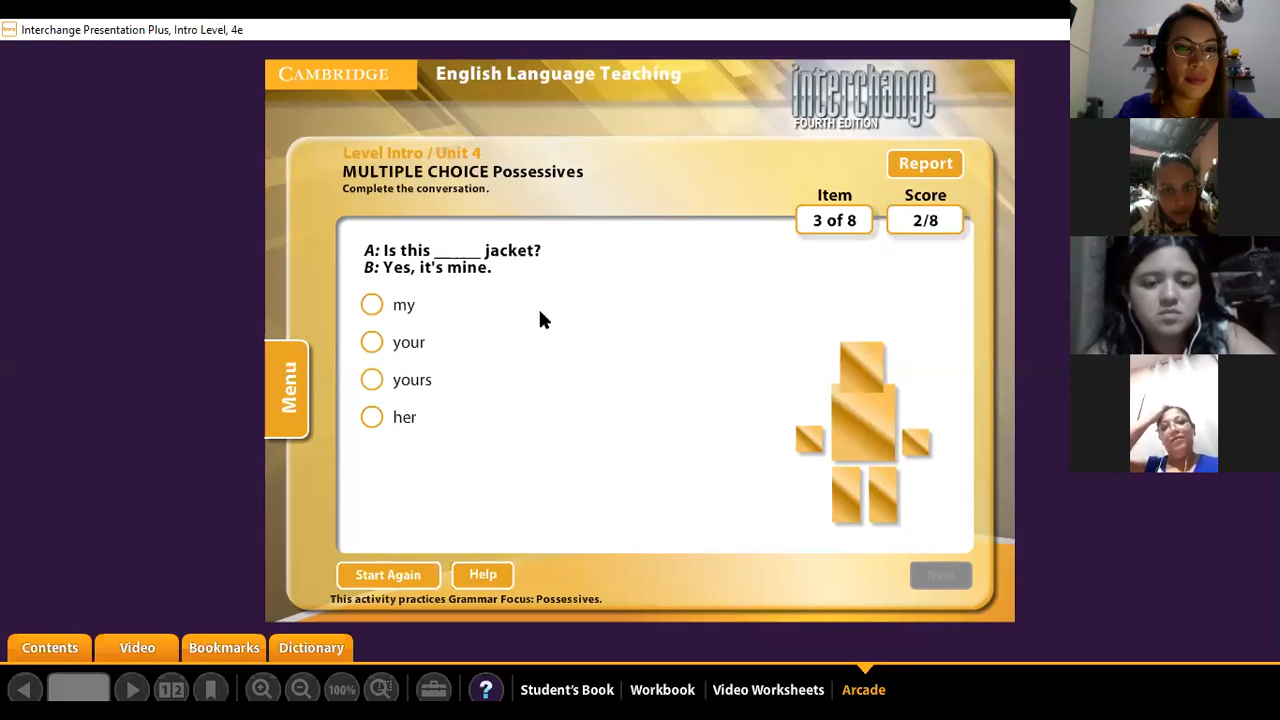 Interchange Presentation Plus, Intro Level, 4e
CAMBRIDGE
English Language Teaching
interchange
FOURTH EDITION
Level Intro / Unit 4
MULTIPLE CHOICE Possessives
Complete the conversation.
Report
Item
Score
3 of 8
2/8
A: Is this ______ jacket?
B: Yes, it's mine.
my
your
yours
her
Menu
Start Again
Help
Next
This activity practices Grammar Focus: Possessives.
Contents
Video
Bookmarks
Dictionary
1 2
100%
?
Student's Book
Workbook
Video Worksheets
Arcade